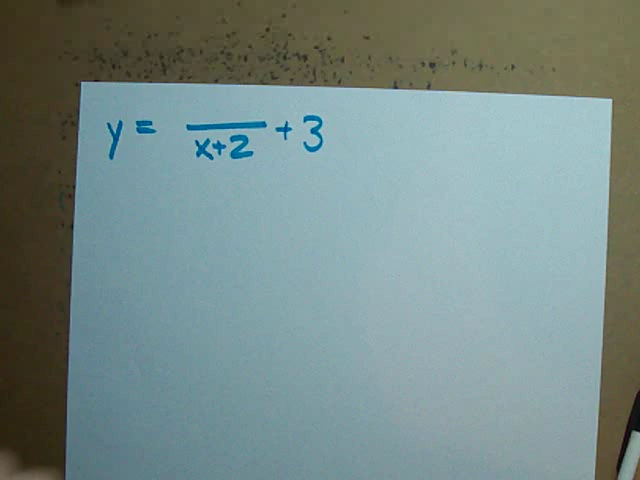 y = ―/(x+2) + 3